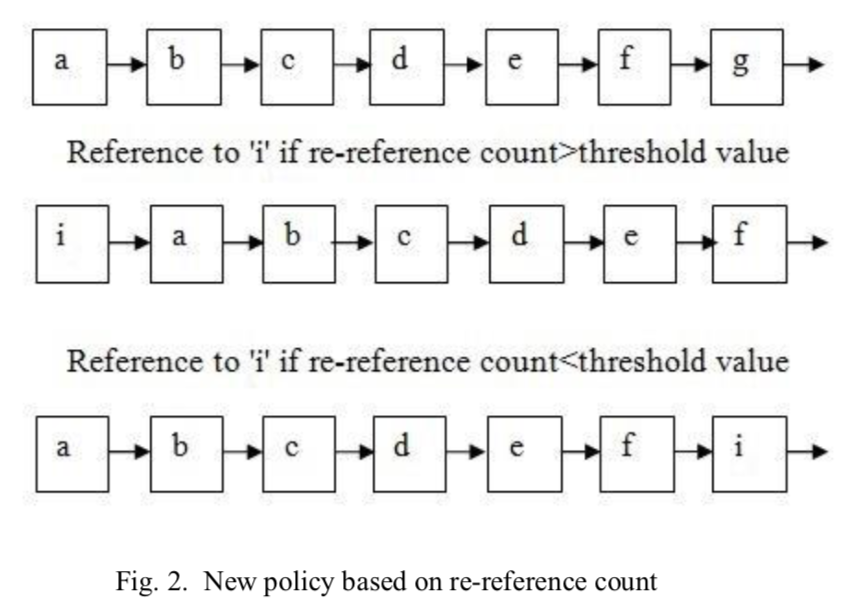 a b c d e f g
Reference to 'i' if re-reference count>threshold value
i a b c d e f
Reference to 'i' if re-reference count<threshold value
a b c d e f i
Fig. 2. New policy based on re-reference count